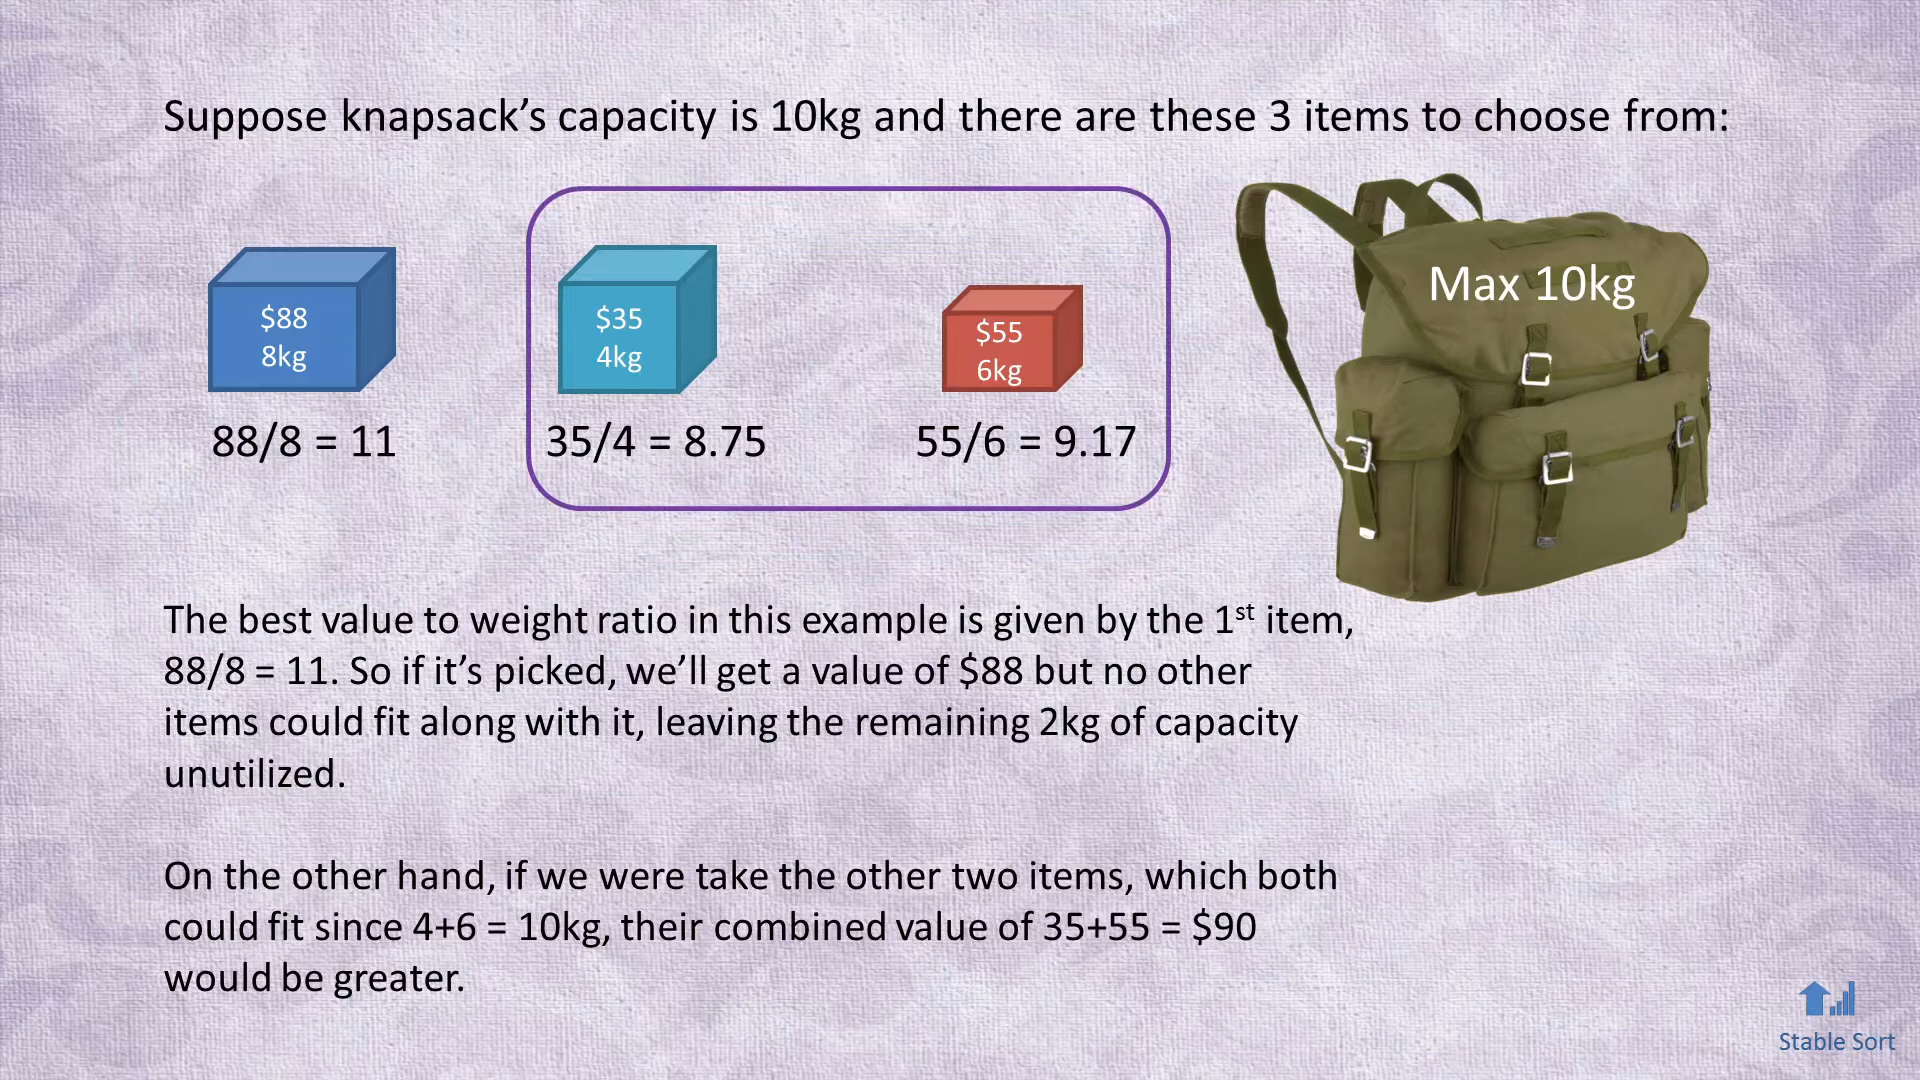 Suppose knapsack’s capacity is 10kg and there are these 3 items to choose from:
$88
8kg
88/8 = 11
$35
4kg
35/4 = 8.75
$55
6kg
55/6 = 9.17
Max 10kg
The best value to weight ratio in this example is given by the 1st item,
88/8 = 11. So if it’s picked, we’ll get a value of $88 but no other
items could fit along with it, leaving the remaining 2kg of capacity
unutilized.
On the other hand, if we were take the other two items, which both
could fit since 4+6 = 10kg, their combined value of 35+55 = $90
would be greater.
Stable Sort